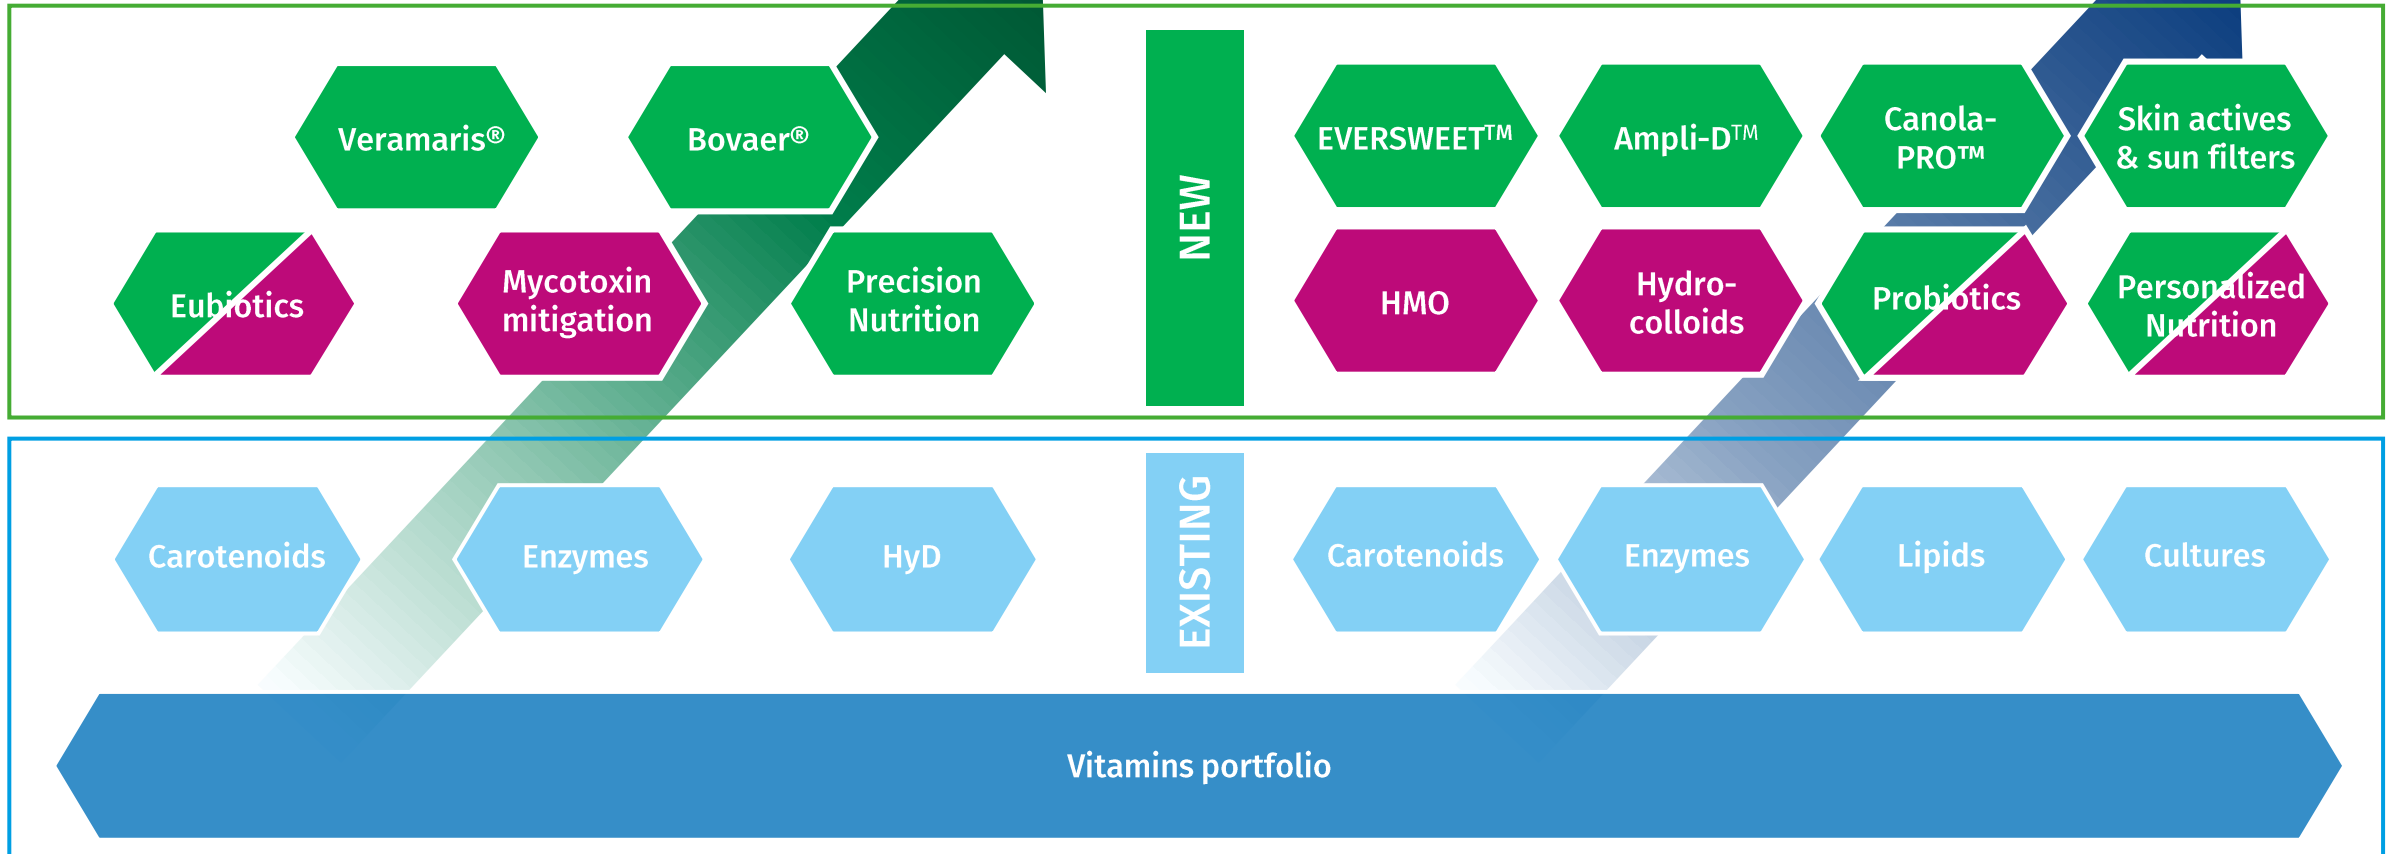 Veramaris®
Bovaer®
Eubiotics
Mycotoxin
mitigation
Precision
Nutrition
NEW
EVERSWEET™
Ampli-D™
Canola-
PRO™
Skin actives
& sun filters
HMO
Hydro-
colloids
Probiotics
Personalized
Nutrition
Carotenoids
Enzymes
HyD
EXISTING
Carotenoids
Enzymes
Lipids
Cultures
Vitamins portfolio